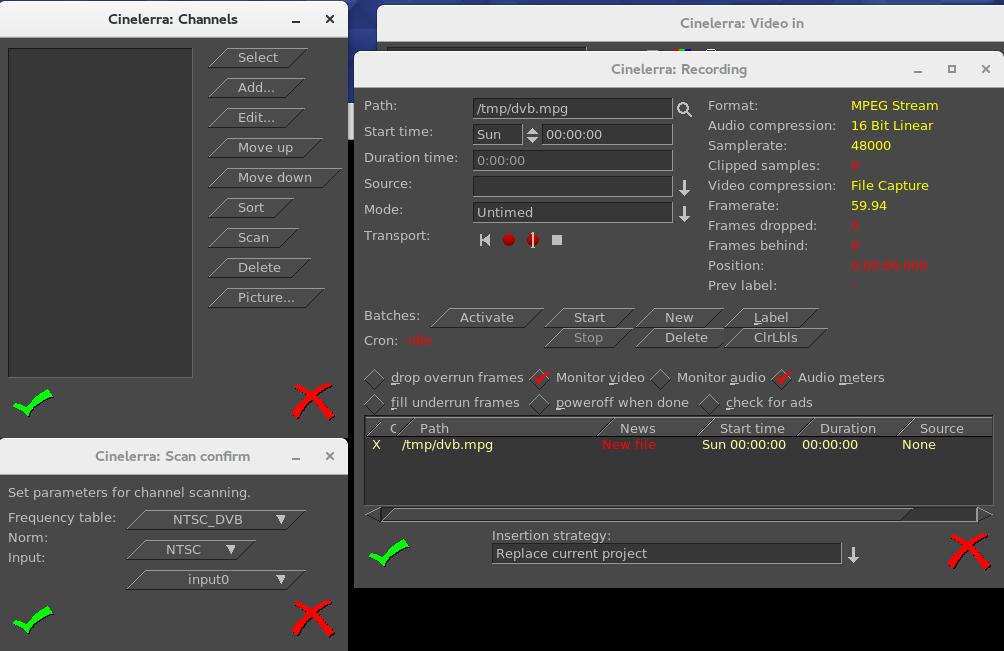 Cinelerra: Channels
Select
Add...
Edit...
Move up
Move down
Sort
Scan
Delete
Picture...
Cinelerra: Scan confirm
Set parameters for channel scanning.
Frequency table: NTSC_DVB
Norm: NTSC
Input: input0
Cinelerra: Video in
Cinelerra: Recording
Path: /tmp/dvb.mpg
Start time: Sun 00:00:00
Duration time: 0:00:00
Source:
Mode: Untimed
Transport:
Format: MPEG Stream
Audio compression: 16 Bit Linear
Samplerate: 48000
Clipped samples: 0
Video compression: File Capture
Framerate: 59.94
Frames dropped: 0
Frames behind: 0
Position: 0:00:00.000
Prev label: -
Batches: Activate Start New Label
Cron: Idle Stop Delete ClrLbls
drop overrun frames Monitor video Monitor audio Audio meters
fill underrun frames poweroff when done check for ads
Path News Start time Duration Source
X /tmp/dvb.mpg New file Sun 00:00:00 00:00:00 None
Insertion strategy:
Replace current project